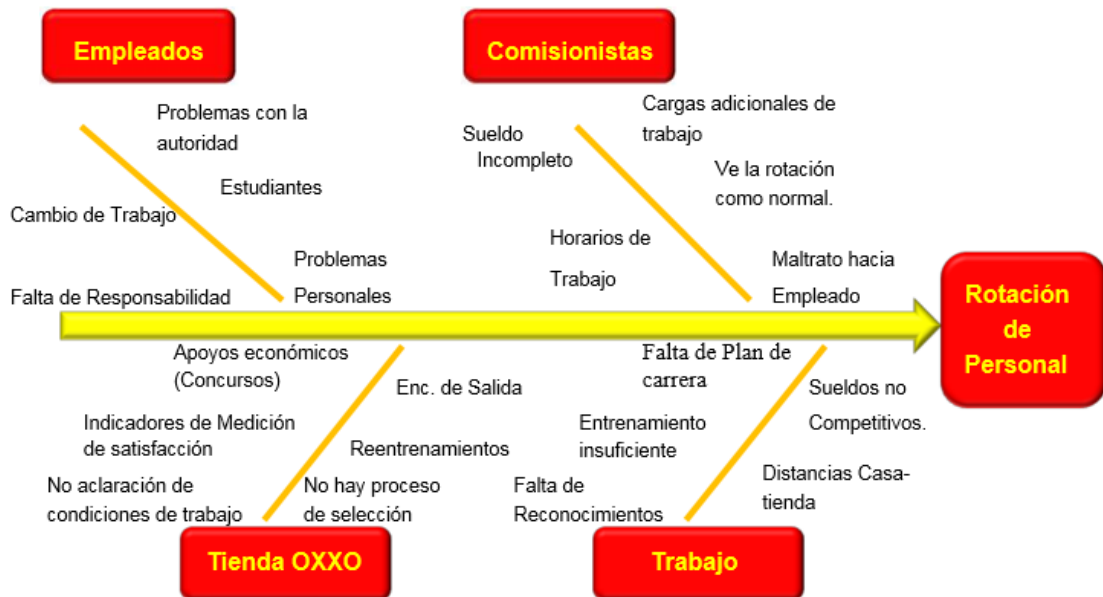 Empleados
Comisionistas
Problemas con la
autoridad
Estudiantes
Cambio de Trabajo
Problemas
Personales
Falta de Responsabilidad
Cargas adicionales de
trabajo
Sueldo
Incompleto
Ve la rotación
como normal.
Horarios de
Trabajo
Maltrato hacia
Empleado
Rotación
de
Personal
Apoyos económicos
(Concursos)
Enc. de Salida
Indicadores de Medición
de satisfacción
Reentrenamientos
No aclaración de
condiciones de trabajo
No hay proceso
de selección
Falta de Plan de
carrera
Sueldos no
Competitivos.
Entrenamiento
insuficiente
Distancias Casa-
tienda
Falta de
Reconocimientos
Tienda OXXO
Trabajo